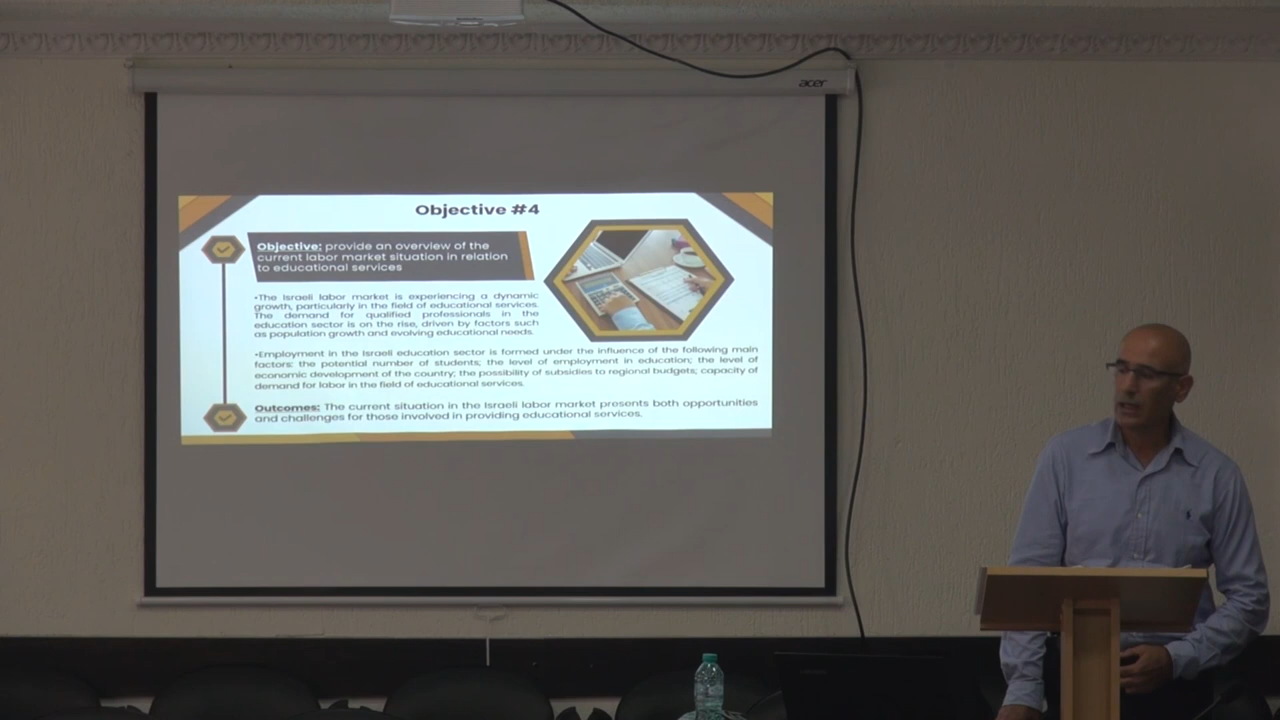 acer
Objective #4
Objective: provide an overview of the
current labor market situation in relation
to educational services
•The Israeli labor market is experiencing a dynamic
growth, particularly in the field of educational services.
The demand for qualified professionals in the
education sector is on the rise, driven by factors such
as population growth and evolving educational needs.
•Employment in the Israeli education sector is formed under the influence of the following main
factors: the potential number of students; the level of employment in education; the level of
economic development of the country; the possibility of subsidies to regional budgets; capacity of
demand for labor in the field of educational services.
Outcomes: The current situation in the Israeli labor market presents both opportunities
and challenges for those involved in providing educational services.